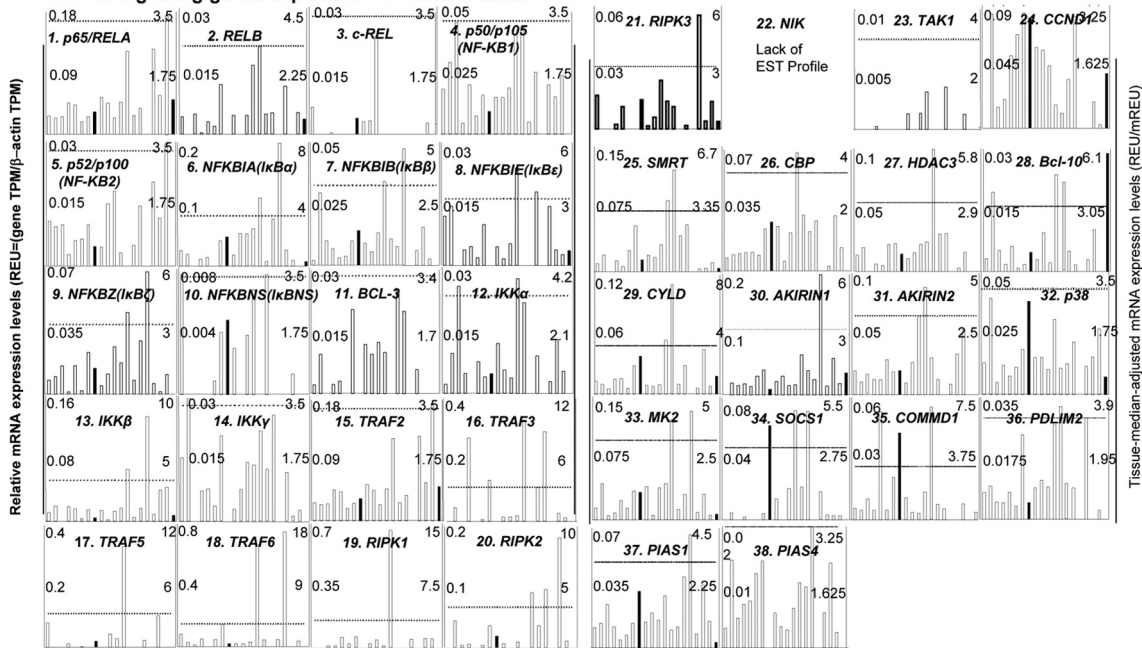 Relative mRNA expression levels (REU=(gene TPM/β–actin TPM)
Tissue-median-adjusted mRNA expression levels (REU/mREU)
0.18 3.5
1. p65/RELA
0.09 1.75
0.03 4.5
2. RELB
0.015 2.25
0.03 3.5
3. c-REL
0.015 1.75
0.05 3.5
4. p50/p105
(NF-KB1)
0.025 1.75
0.06 6
21. RIPK3
0.03 3
22. NIK
Lack of
EST Profile
0.01 4
23. TAK1
0.005 2
0.09 3.25
24. CCND1
0.045 1.625
0.03 3.5
5. p52/p100
(NF-KB2)
0.015 1.75
0.2 8
6. NFKBIA(IκBα)
0.1 4
0.05 5
7. NFKBIB(IκBβ)
0.025 2.5
0.03 6
8. NFKBIE(IκBε)
0.015 3
0.15 6.7
25. SMRT
0.075 3.35
0.07 4
26. CBP
0.035 2
0.1 5.8
27. HDAC3
0.05 2.9
0.03 6.1
28. Bcl-10
0.015 3.05
0.07 6
9. NFKBZ(IκBζ)
0.035 3
0.008 3.5
10. NFKBNS(IκBNS)
0.004 1.75
0.03 3.4
11. BCL-3
0.015 1.7
0.03 4.2
12. IKKα
0.015 2.1
0.12 8
29. CYLD
0.06 4
0.2 6
30. AKIRIN1
0.1 3
0.1 5
31. AKIRIN2
0.05 2.5
0.05 3.5
32. p38
0.025 1.75
0.16 10
13. IKKβ
0.08 5
0.03 3.5
14. IKKγ
0.015 1.75
0.18 3.5
15. TRAF2
0.09 1.75
0.4 12
16. TRAF3
0.2 6
0.15 5
33. MK2
0.075 2.5
0.08 5.5
34. SOCS1
0.04 2.75
0.06 7.5
35. COMMD1
0.03 3.75
0.035 3.9
36. PDLIM2
0.0175 1.95
0.4 12
17. TRAF5
0.2 6
0.8 18
18. TRAF6
0.4 9
0.7 15
19. RIPK1
0.35 7.5
0.2 10
20. RIPK2
0.1 5
0.07 4.5
37. PIAS1
0.035 2.25
0.0 3.25
2
38. PIAS4
0.01 1.625